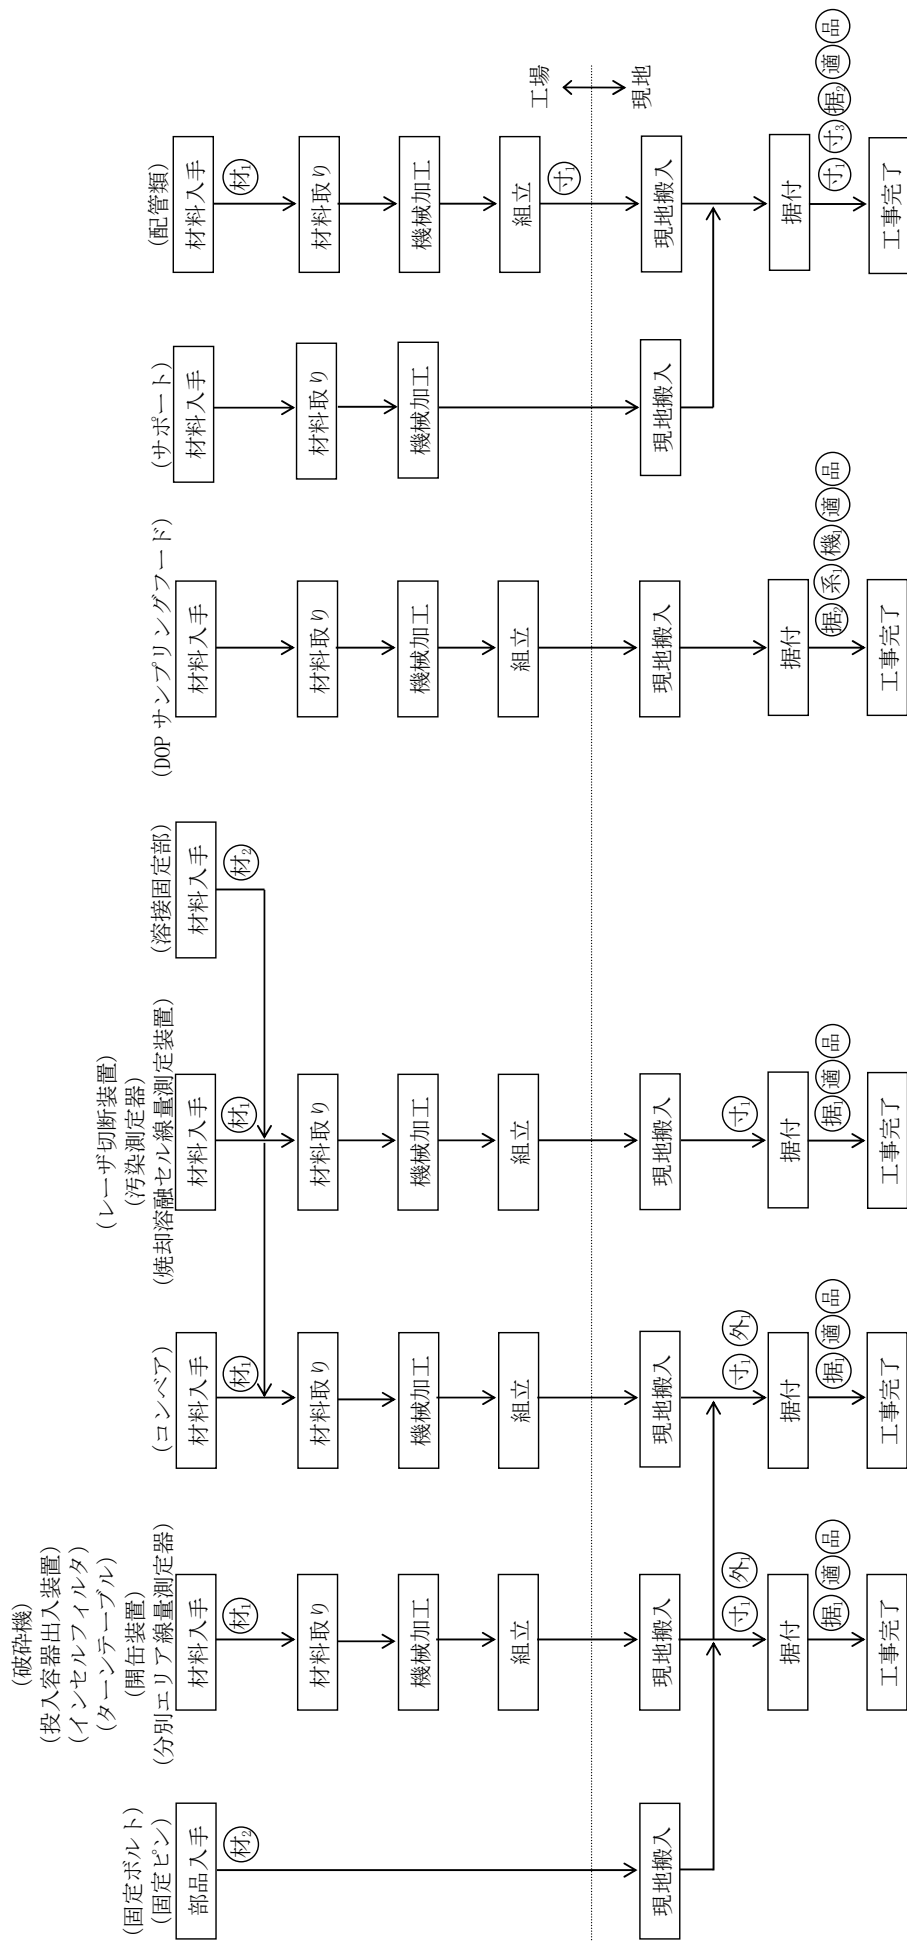 (固定ボルト)
(固定ピン)
部品入手
材2
現地搬入
(破砕機)
(投入容器出入装置)
(インセルフィルタ)
(ターンテーブル)
(開缶装置)
(分別エリア線量測定器)
材料入手
材1
材料取り
機械加工
組立
現地搬入
寸1 外1
据付
据1 適 品
工事完了
(コンベア)
材料入手
材1
材料取り
機械加工
組立
現地搬入
寸1 外1
据付
据1 適 品
工事完了
(レーザ切断装置)
(汚染測定器)
(焼却溶融セル線量測定装置)
材料入手
材1
材料取り
機械加工
組立
現地搬入
寸1
据付
据1 適 品
工事完了
(溶接固定部)
材料入手
材2
(DOP サンプリングフード)
材料入手
材料取り
機械加工
組立
現地搬入
据付
据2 系1 機1 適 品
工事完了
(サポート)
材料入手
材料取り
機械加工
現地搬入
(配管類)
材料入手
材1
材料取り
機械加工
組立
寸1
現地搬入
据付
寸1 寸3 据2 適 品
工事完了
工場
現地